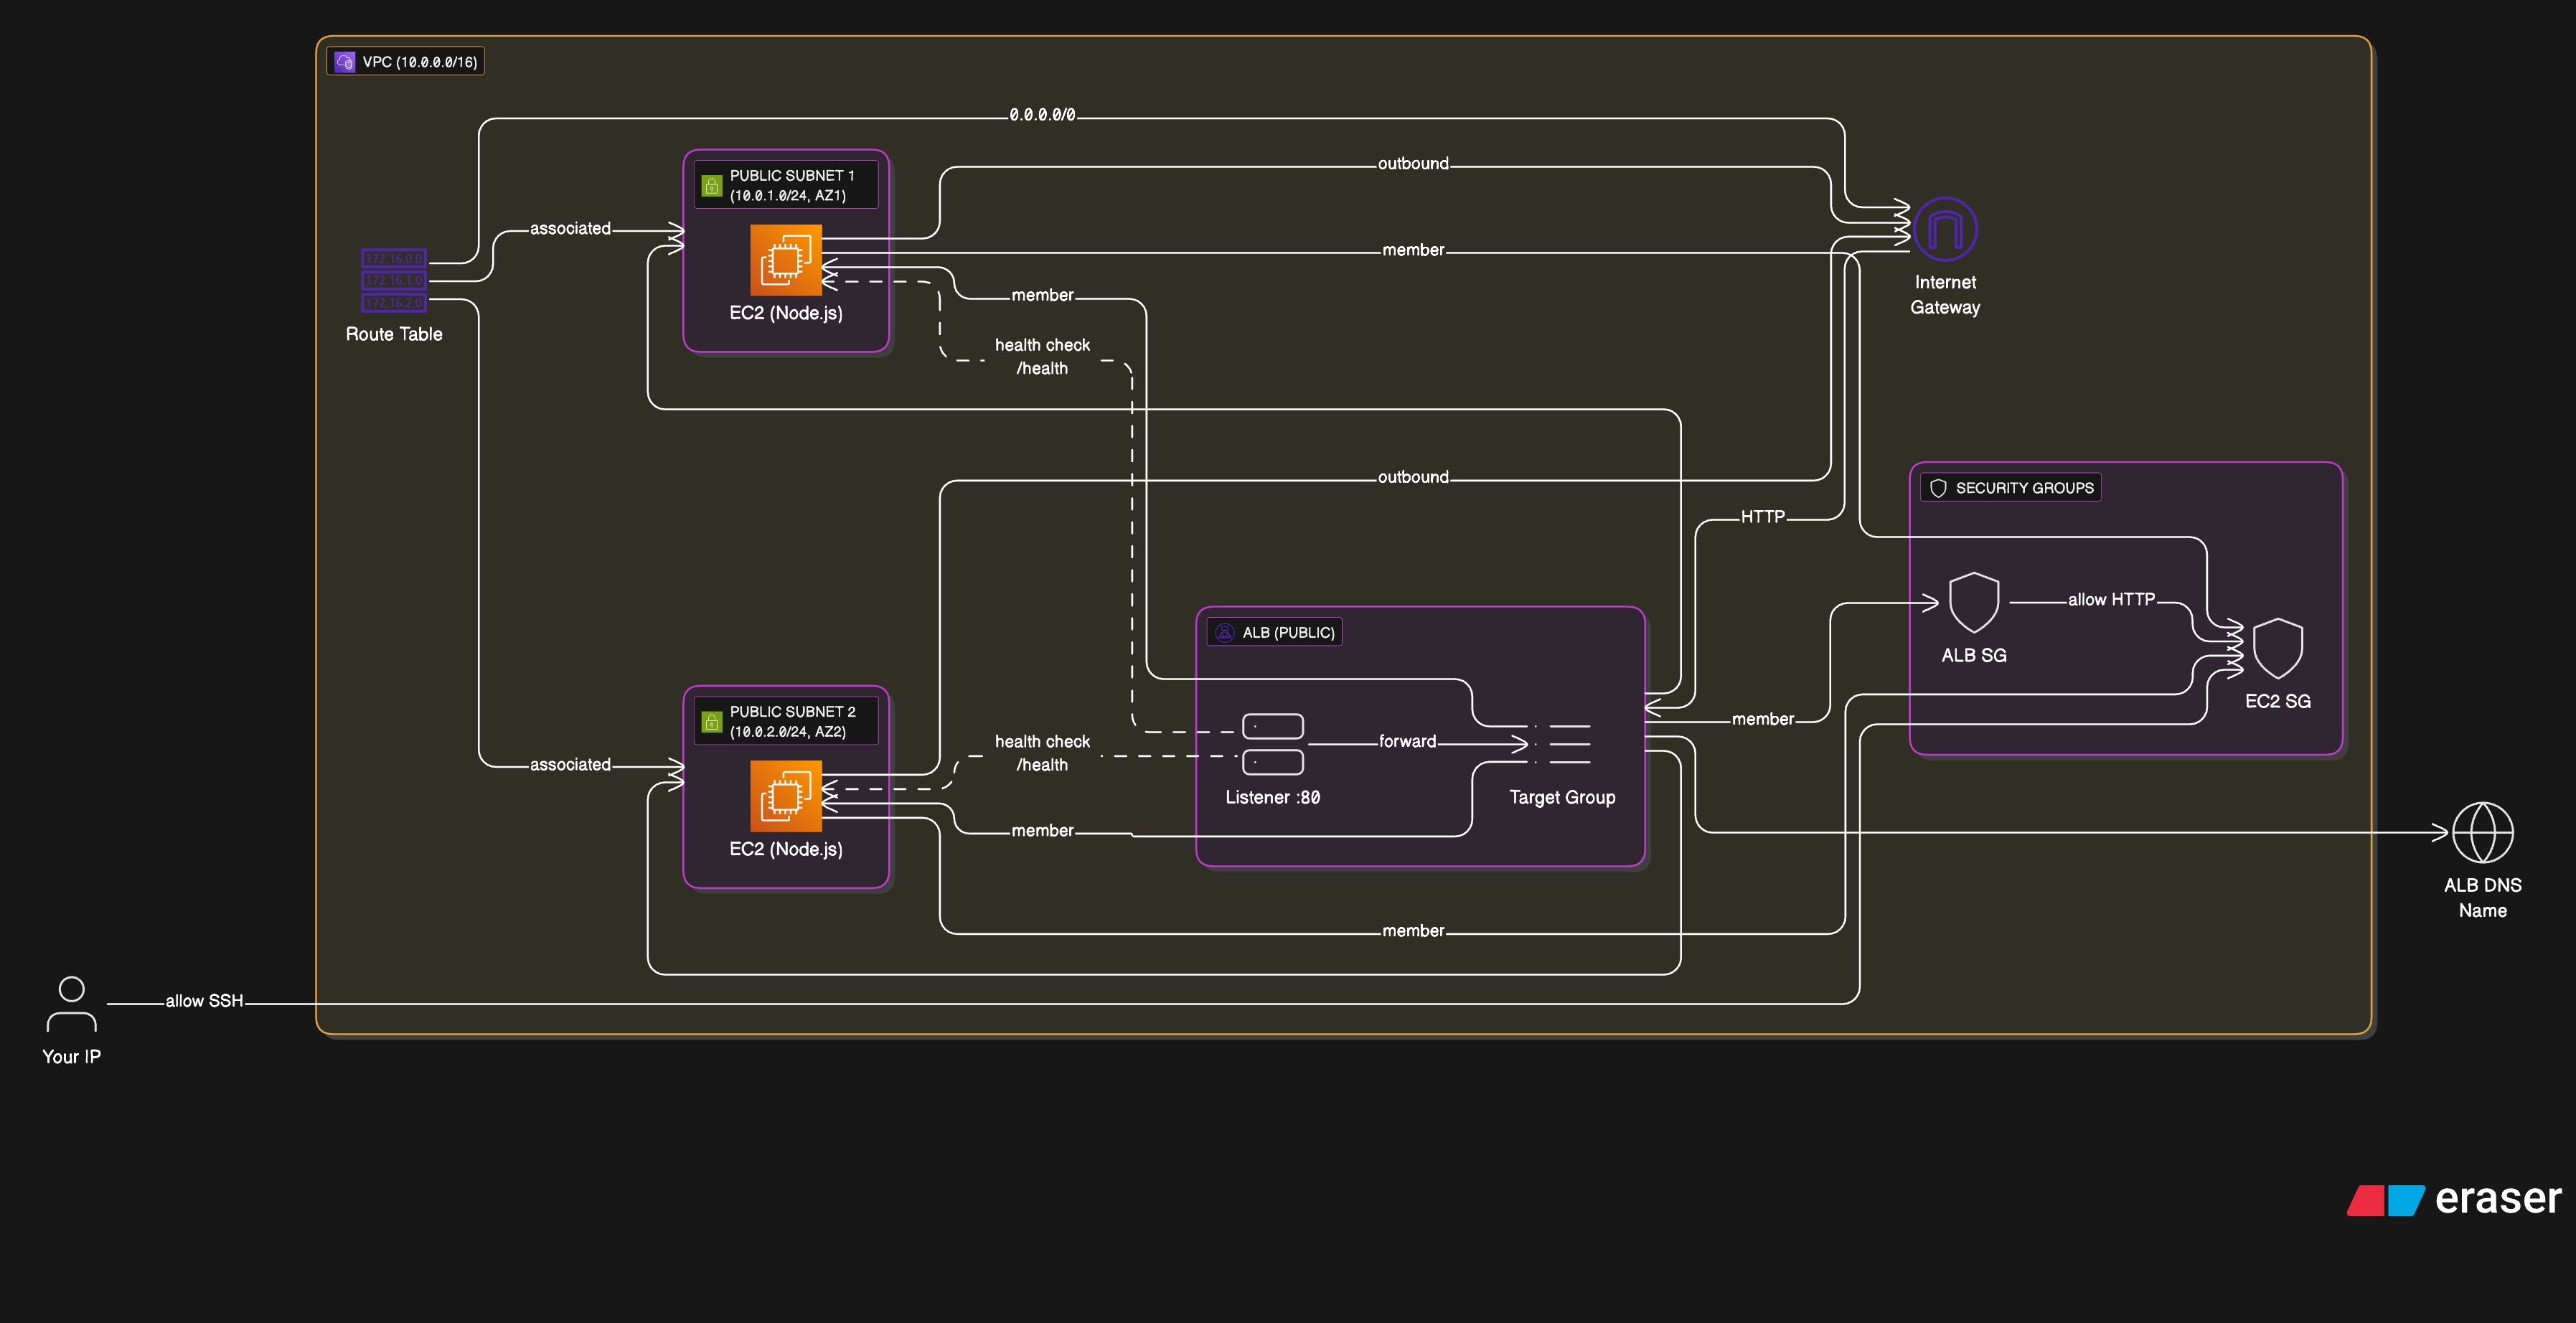 VPC (10.0.0.0/16)
0.0.0.0/0
PUBLIC SUBNET 1
(10.0.1.0/24, AZ1)
outbound
associated
member
172.16.0.0
172.16.1.0
172.16.2.0
Route Table
EC2 (Node.js)
member
Internet
Gateway
health check
/health
outbound
HTTP
SECURITY GROUPS
allow HTTP
ALB SG
EC2 SG
ALB (PUBLIC)
PUBLIC SUBNET 2
(10.0.2.0/24, AZ2)
associated
health check
/health
forward
member
Listener :80
Target Group
EC2 (Node.js)
member
member
ALB DNS
Name
allow SSH
Your IP
eraser